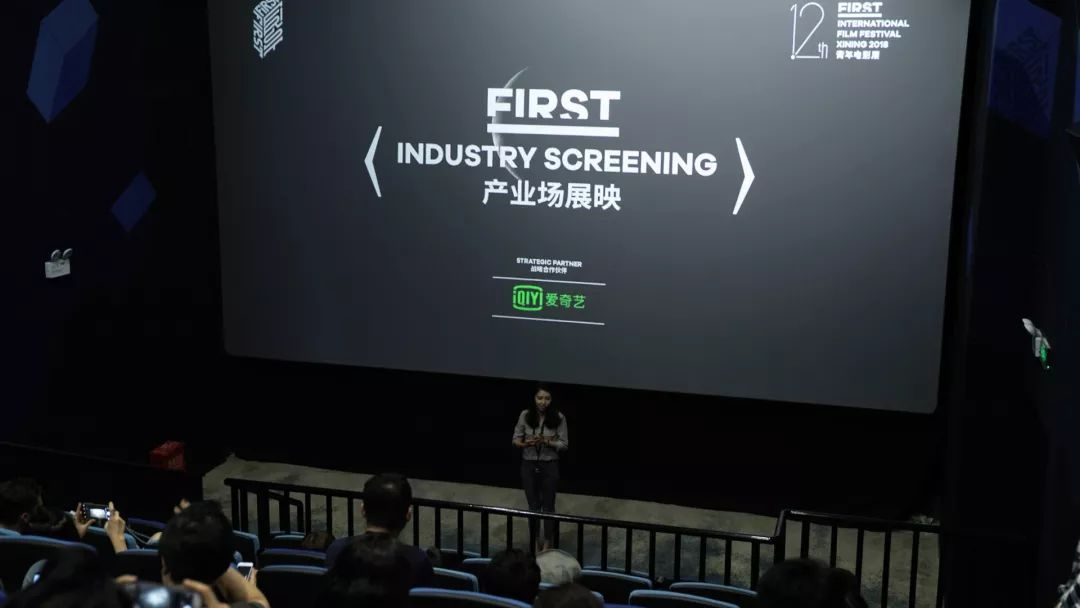 FIRST
INTERNATIONAL
FILM FESTIVAL
XINING 2018
青年电影展
12th
FIRST
INDUSTRY SCREENING
产业场展映
STRATEGIC PARTNER
战略合作伙伴
iQIYI 爱奇艺